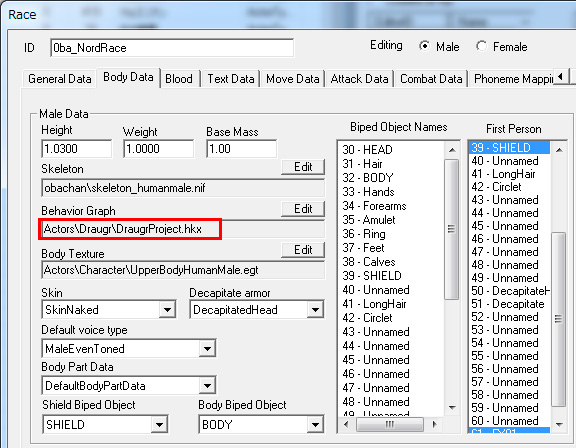 Race
ID
0ba_NordRace
Editing
Male
Female
General Data
Body Data
Blood
Text Data
Move Data
Attack Data
Combat Data
Phoneme Mappin
Male Data
Height
Weight
Base Mass
1.0300
1.0000
1.00
Skeleton
Edit
obachan\skeleton_humanmale.nif
Behavior Graph
Edit
Actors\Draugr\DraugrProject.hkx
Body Texture
Edit
Actors\Character\UpperBodyHumanMale.egt
Skin
Decapitate armor
SkinNaked
DecapitatedHead
Default voice type
MaleEvenToned
Body Part Data
DefaultBodyPartData
Shield Biped Object
Body Biped Object
SHIELD
BODY
Biped Object Names
30 - HEAD
31 - Hair
32 - BODY
33 - Hands
34 - Forearms
35 - Amulet
36 - Ring
37 - Feet
38 - Calves
39 - SHIELD
40 - Unnamed
41 - LongHair
42 - Circlet
43 - Unnamed
44 - Unnamed
45 - Unnamed
46 - Unnamed
47 - Unnamed
48 - Unnamed
49 - Unnamed
First Person
39 - SHIELD
40 - Unnamed
41 - LongHair
42 - Circlet
43 - Unnamed
44 - Unnamed
45 - Unnamed
46 - Unnamed
47 - Unnamed
48 - Unnamed
49 - Unnamed
50 - DecapitateH
51 - Decapitate
52 - Unnamed
53 - Unnamed
54 - Unnamed
55 - Unnamed
56 - Unnamed
57 - Unnamed
58 - Unnamed
59 - Unnamed
60 - Unnamed
61 - FX01